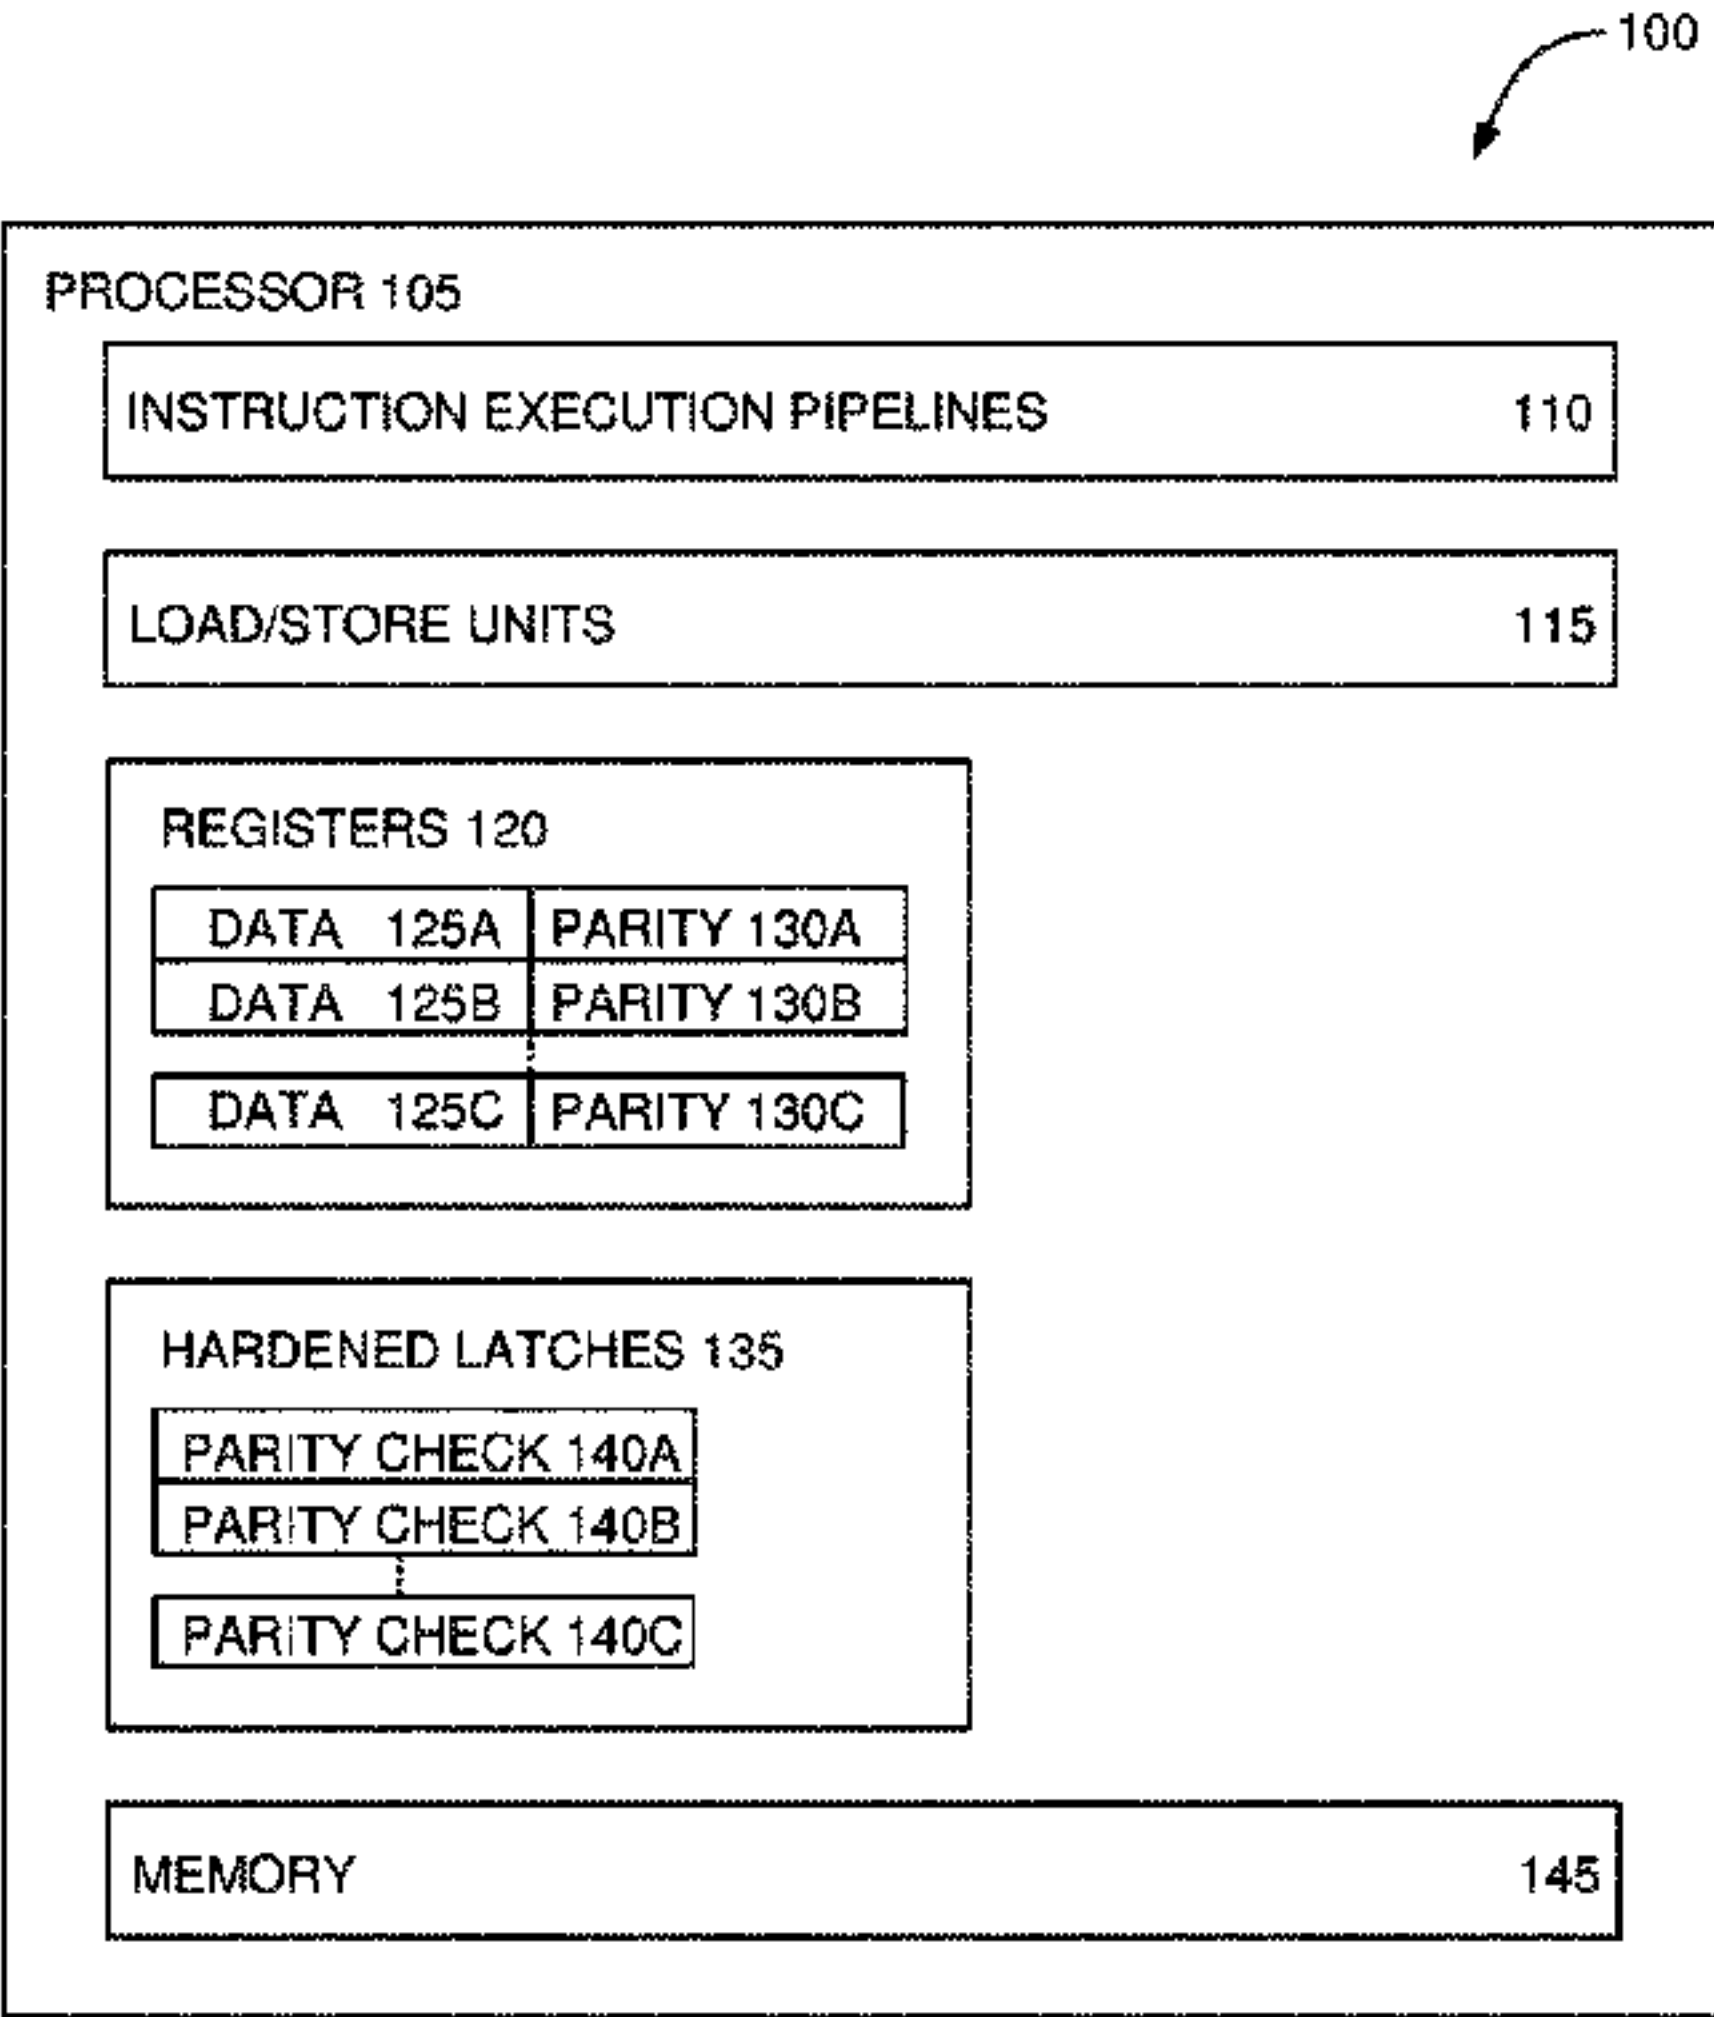 100
PROCESSOR 105
INSTRUCTION EXECUTION PIPELINES 110
LOAD/STORE UNITS 115
REGISTERS 120
DATA 125A PARITY 130A
DATA 125B PARITY 130B
DATA 125C PARITY 130C
HARDENED LATCHES 135
PARITY CHECK 140A
PARITY CHECK 140B
PARITY CHECK 140C
MEMORY 145